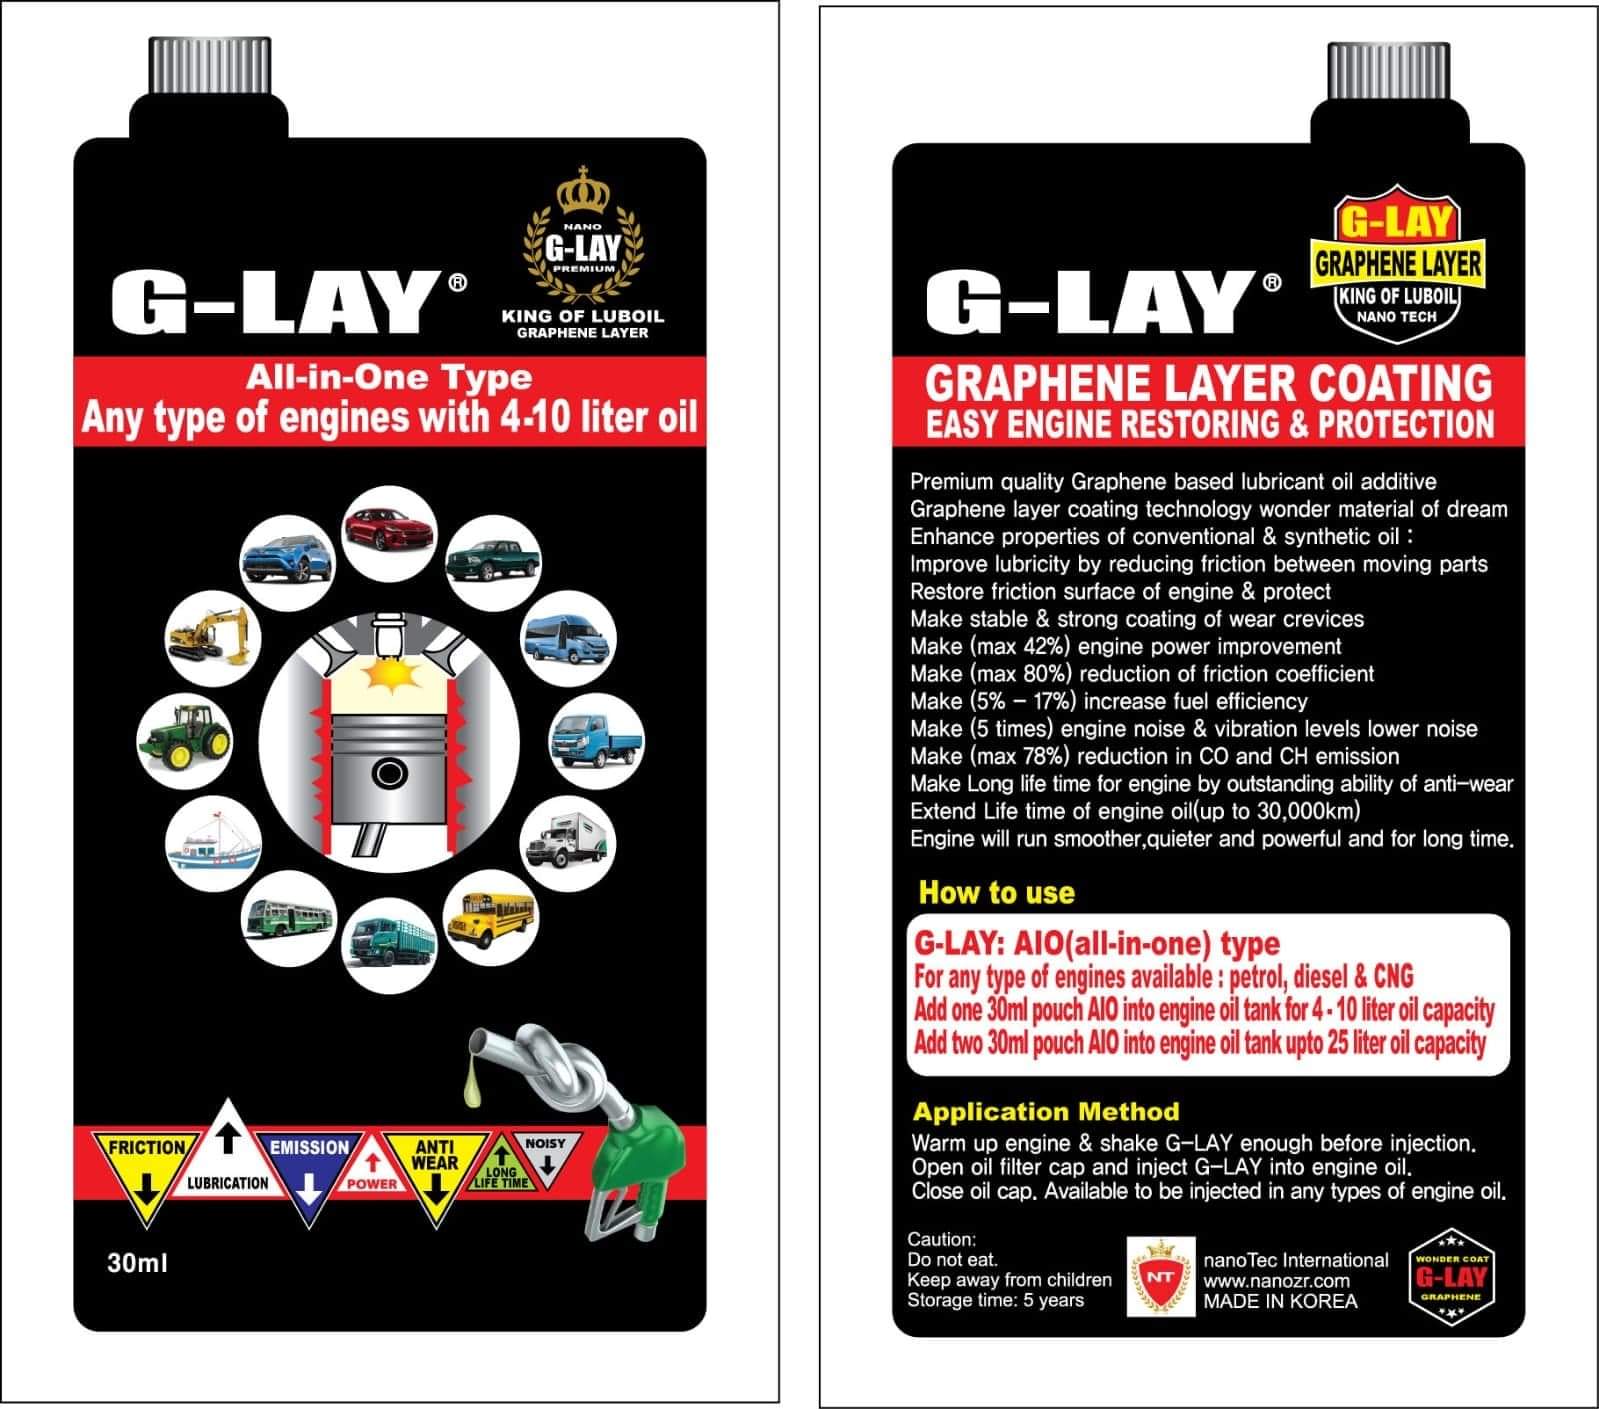 NANO
G-LAY
PREMIUM
KING OF LUBOIL
GRAPHENE LAYER
G-LAY®
All-in-One Type
Any type of engines with 4-10 liter oil
FRICTION
LUBRICATION
EMISSION
POWER
ANTI
WEAR
LONG
LIFE TIME
NOISY
30ml
G-LAY
GRAPHENE LAYER
KING OF LUBOIL
NANO TECH
G-LAY®
GRAPHENE LAYER COATING
EASY ENGINE RESTORING & PROTECTION
Premium quality Graphene based lubricant oil additive
Graphene layer coating technology wonder material of dream
Enhance properties of conventional & synthetic oil :
Improve lubricity by reducing friction between moving parts
Restore friction surface of engine & protect
Make stable & strong coating of wear crevices
Make (max 42%) engine power improvement
Make (max 80%) reduction of friction coefficient
Make (5% - 17%) increase fuel efficiency
Make (5 times) engine noise & vibration levels lower noise
Make (max 78%) reduction in CO and CH emission
Make Long life time for engine by outstanding ability of anti-wear
Extend Life time of engine oil(up to 30,000km)
Engine will run smoother,quieter and powerful and for long time.
How to use
G-LAY: AIO(all-in-one) type
For any type of engines available : petrol, diesel & CNG
Add one 30ml pouch AIO into engine oil tank for 4 - 10 liter oil capacity
Add two 30ml pouch AIO into engine oil tank upto 25 liter oil capacity
Application Method
Warm up engine & shake G-LAY enough before injection.
Open oil filter cap and inject G-LAY into engine oil.
Close oil cap. Available to be injected in any types of engine oil.
Caution:
Do not eat.
Keep away from children
Storage time: 5 years
NT
nanoTec International
www.nanozr.com
MADE IN KOREA
WONDER COAT
G-LAY
GRAPHENE